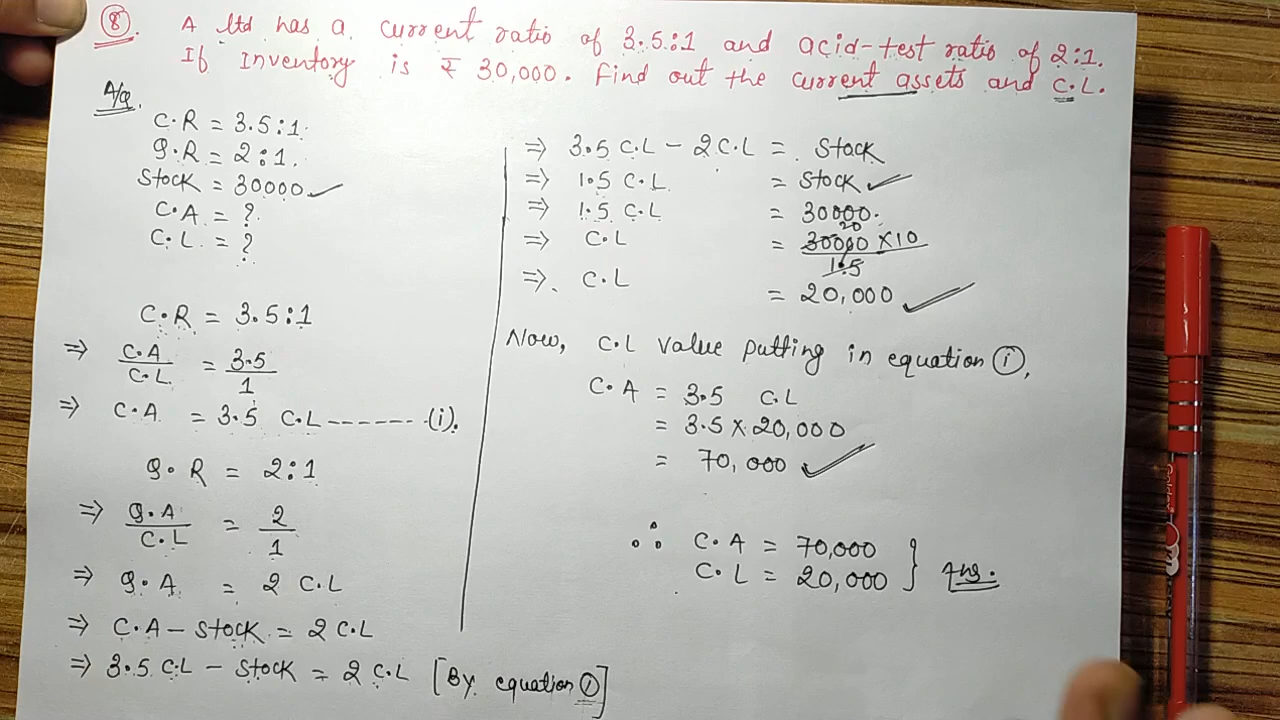 8. A ltd has a current ratio of 3.5:1 and acid-test ratio of 2:1.
If Inventory is ₹ 30,000. Find out the current assets and C.L.
A/q.
C.R = 3.5:1.
Q.R = 2:1.
Stock = 30000
C.A = ?
C.L. = ?
C.R = 3.5:1
⇒ C.A / C.L. = 3.5 / 1
⇒ C.A = 3.5 C.L ------- (i).
Q.R = 2:1
⇒ Q.A / C.L = 2 / 1
⇒ Q.A = 2 C.L
⇒ C.A - Stock = 2 C.L
⇒ 3.5 C.L - Stock = 2 C.L [By equation ①]
⇒ 3.5 C.L - 2 C.L = Stock
⇒ 1.5 C.L = Stock
⇒ 1.5 C.L = 30000.
20
⇒ C.L = 30000 × 10 / 1.5
⇒ C.L = 20,000
Now, C.L value putting in equation ①,
C.A = 3.5 C.L
= 3.5 × 20,000
= 70,000
∴ C.A = 70,000
C.L = 20,000 } Ans.